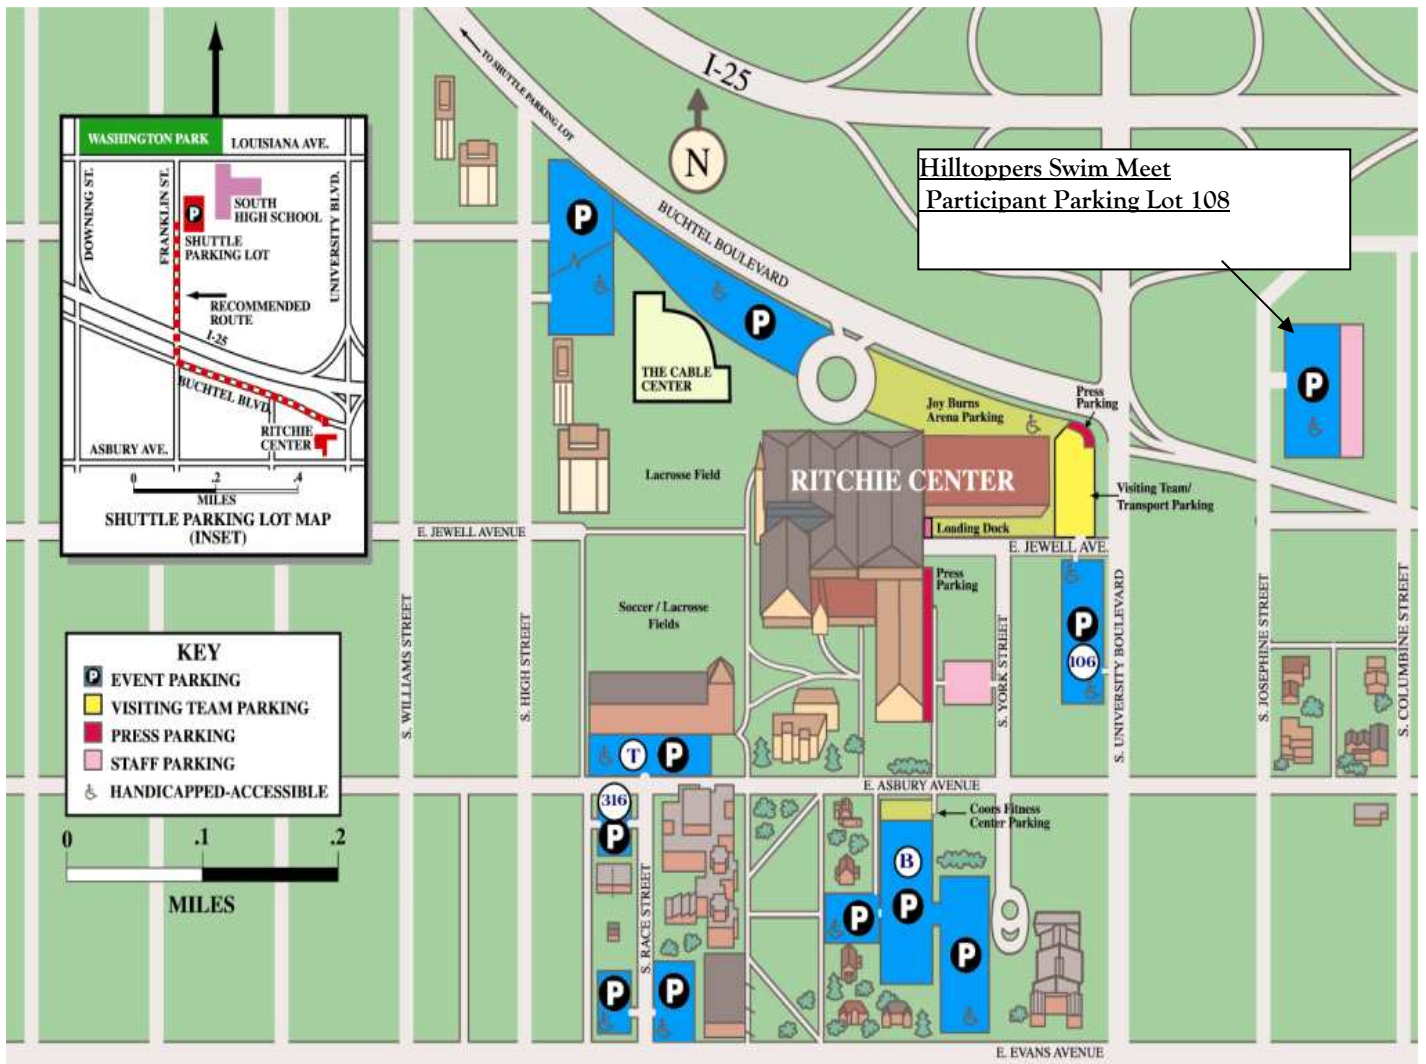 TO SHUTTLE PARKING LOT
I-25
N
Hilltoppers Swim Meet
Participant Parking Lot 108
WASHINGTON PARK
LOUISIANA AVE.
DOWNING ST.
FRANKLIN ST.
UNIVERSITY BLVD.
SOUTH
HIGH SCHOOL
P
SHUTTLE
PARKING LOT
RECOMMENDED
ROUTE
I-25
BUCHTEL BLVD.
RITCHIE
CENTER
ASBURY AVE.
0 .2 .4
MILES
SHUTTLE PARKING LOT MAP
(INSET)
P
BUCHTEL BOULEVARD
P
THE CABLE
CENTER
P
Joy Burns
Arena Parking
Press
Parking
Lacrosse Field
RITCHIE CENTER
Visiting Team/
Transport Parking
Loading Dock
E. JEWELL AVENUE
E. JEWELL AVE.
Press
Parking
Soccer / Lacrosse
Fields
P
106
S. WILLIAMS STREET
S. HIGH STREET
S. YORK STREET
S. UNIVERSITY BOULEVARD
S. JOSEPHINE STREET
S. COLUMBINE STREET
KEY
P EVENT PARKING
VISITING TEAM PARKING
PRESS PARKING
STAFF PARKING
HANDICAPPED-ACCESSIBLE
T P
E. ASBURY AVENUE
316
P
Coors Fitness
Center Parking
0 .1 .2
MILES
B
P
P
P
S. RACE STREET
P
P
E. EVANS AVENUE